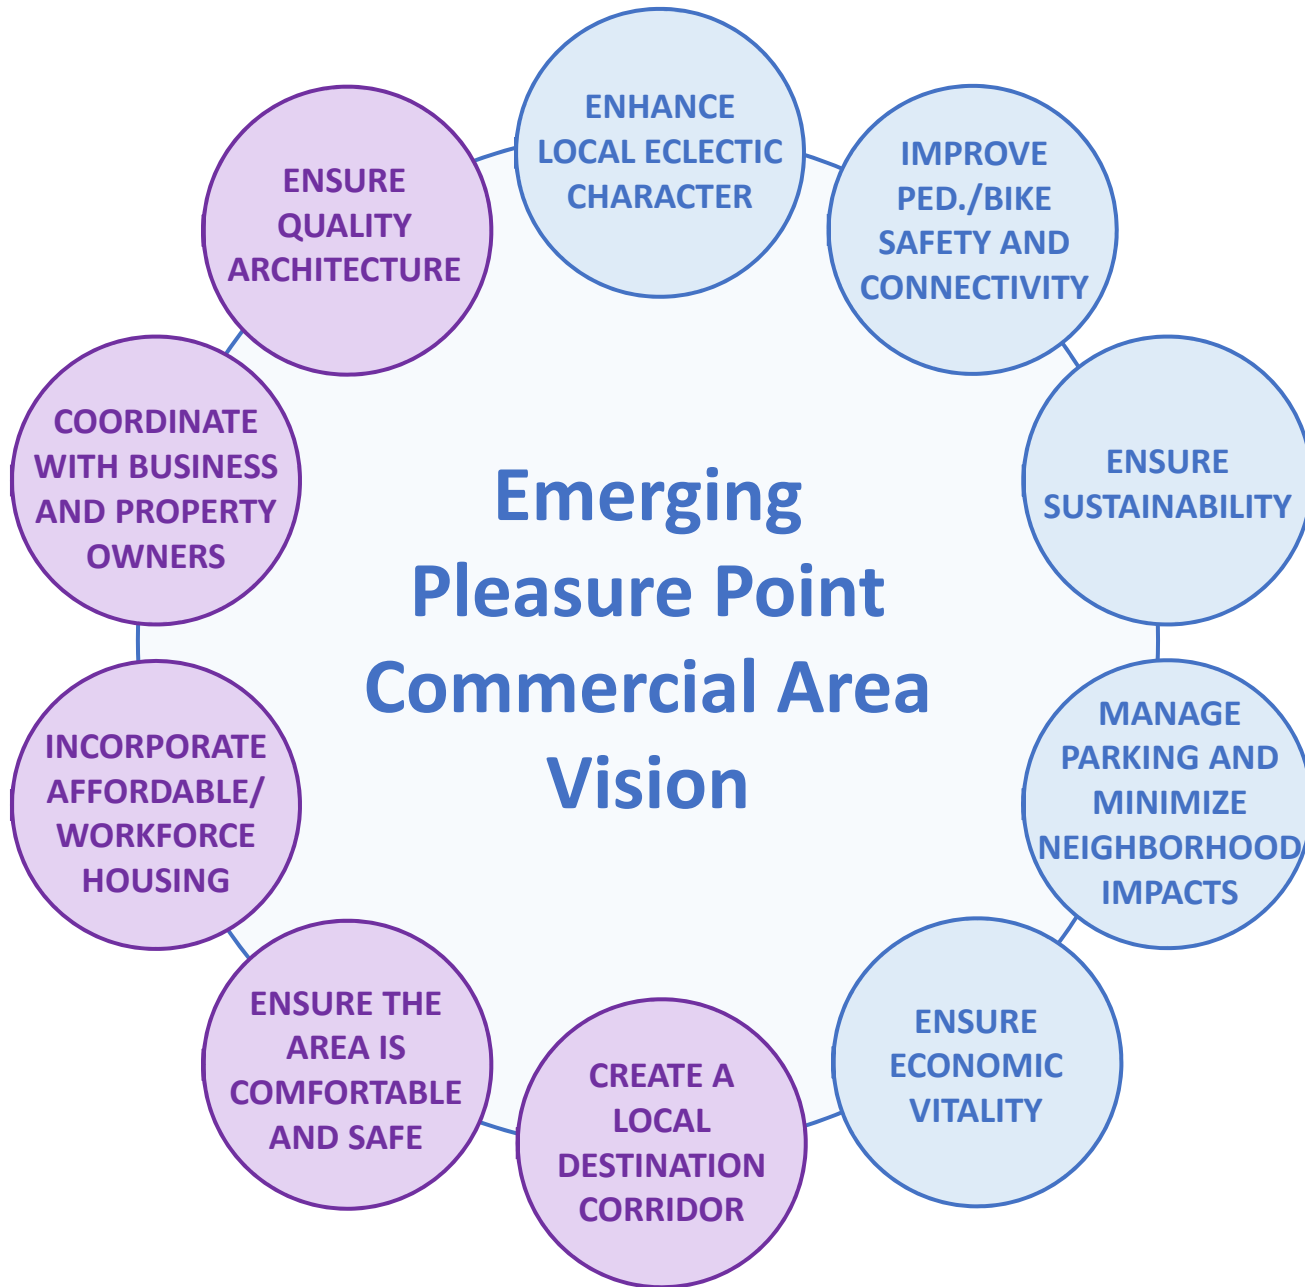 ENHANCE
LOCAL ECLECTIC
CHARACTER
IMPROVE
PED./BIKE
SAFETY AND
CONNECTIVITY
ENSURE
SUSTAINABILITY
MANAGE
PARKING AND
MINIMIZE
NEIGHBORHOOD
IMPACTS
ENSURE
ECONOMIC
VITALITY
CREATE A
LOCAL
DESTINATION
CORRIDOR
ENSURE THE
AREA IS
COMFORTABLE
AND SAFE
INCORPORATE
AFFORDABLE/
WORKFORCE
HOUSING
COORDINATE
WITH BUSINESS
AND PROPERTY
OWNERS
ENSURE
QUALITY
ARCHITECTURE
Emerging
Pleasure Point
Commercial Area
Vision